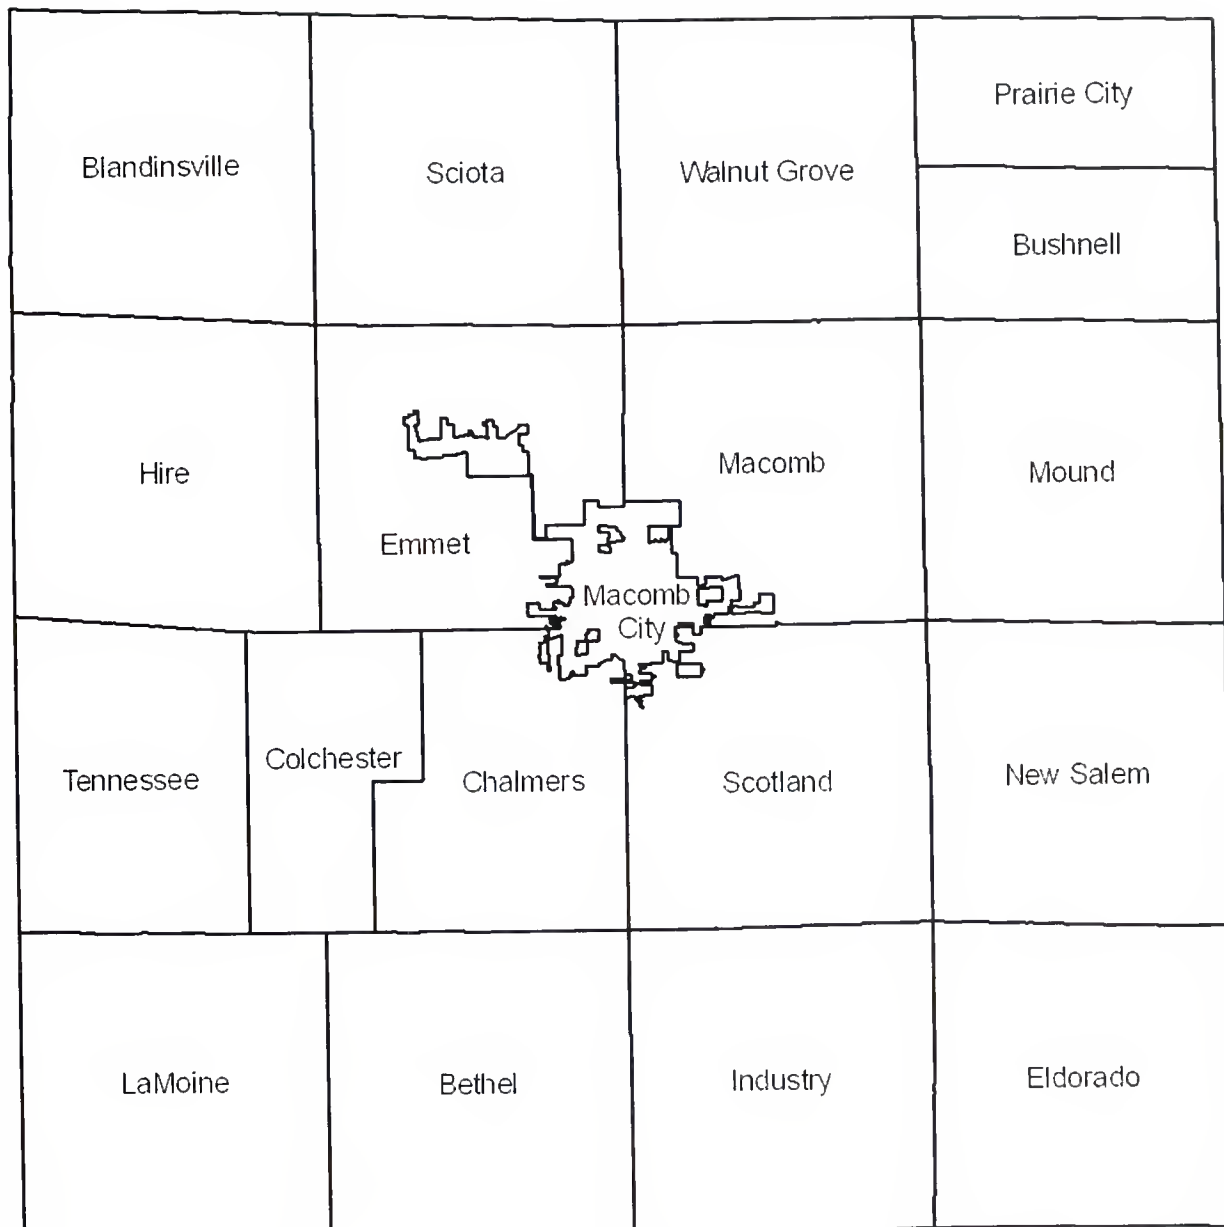 Prairie City
Blandinsville
Sciota
Walnut Grove
Bushnell
Hire
Macomb
Mound
Emmet
Macomb
City
Tennessee
Colchester
Chalmers
Scotland
New Salem
LaMoine
Bethel
Industry
Eldorado